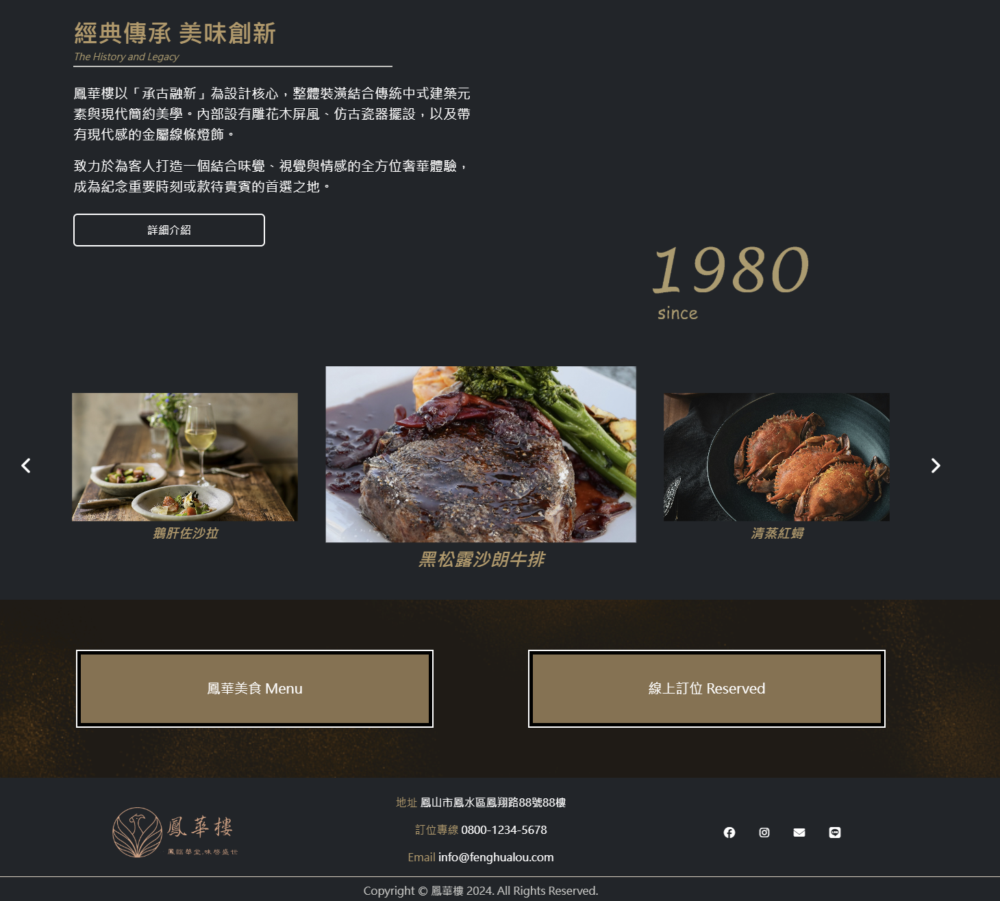 經典傳承 美味創新
The History and Legacy
鳳華樓以「承古融新」為設計核心，整體裝潢結合傳統中式建築元
素與現代簡約美學。內部設有雕花木屏風、仿古瓷器擺設，以及帶
有現代感的金屬線條燈飾。
致力於為客人打造一個結合味覺、視覺與情感的全方位奢華體驗，
成為紀念重要時刻或款待貴賓的首選之地。
詳細介紹
1980
since
鵝肝佐沙拉
黑松露沙朗牛排
清蒸紅蟳
鳳華美食 Menu
線上訂位 Reserved
鳳華樓
鳳臨華堂,味啓盛世
地址 鳳山市鳳水區鳳翔路88號88樓
訂位專線 0800-1234-5678
Email info@fenghualou.com
Copyright © 鳳華樓 2024. All Rights Reserved.